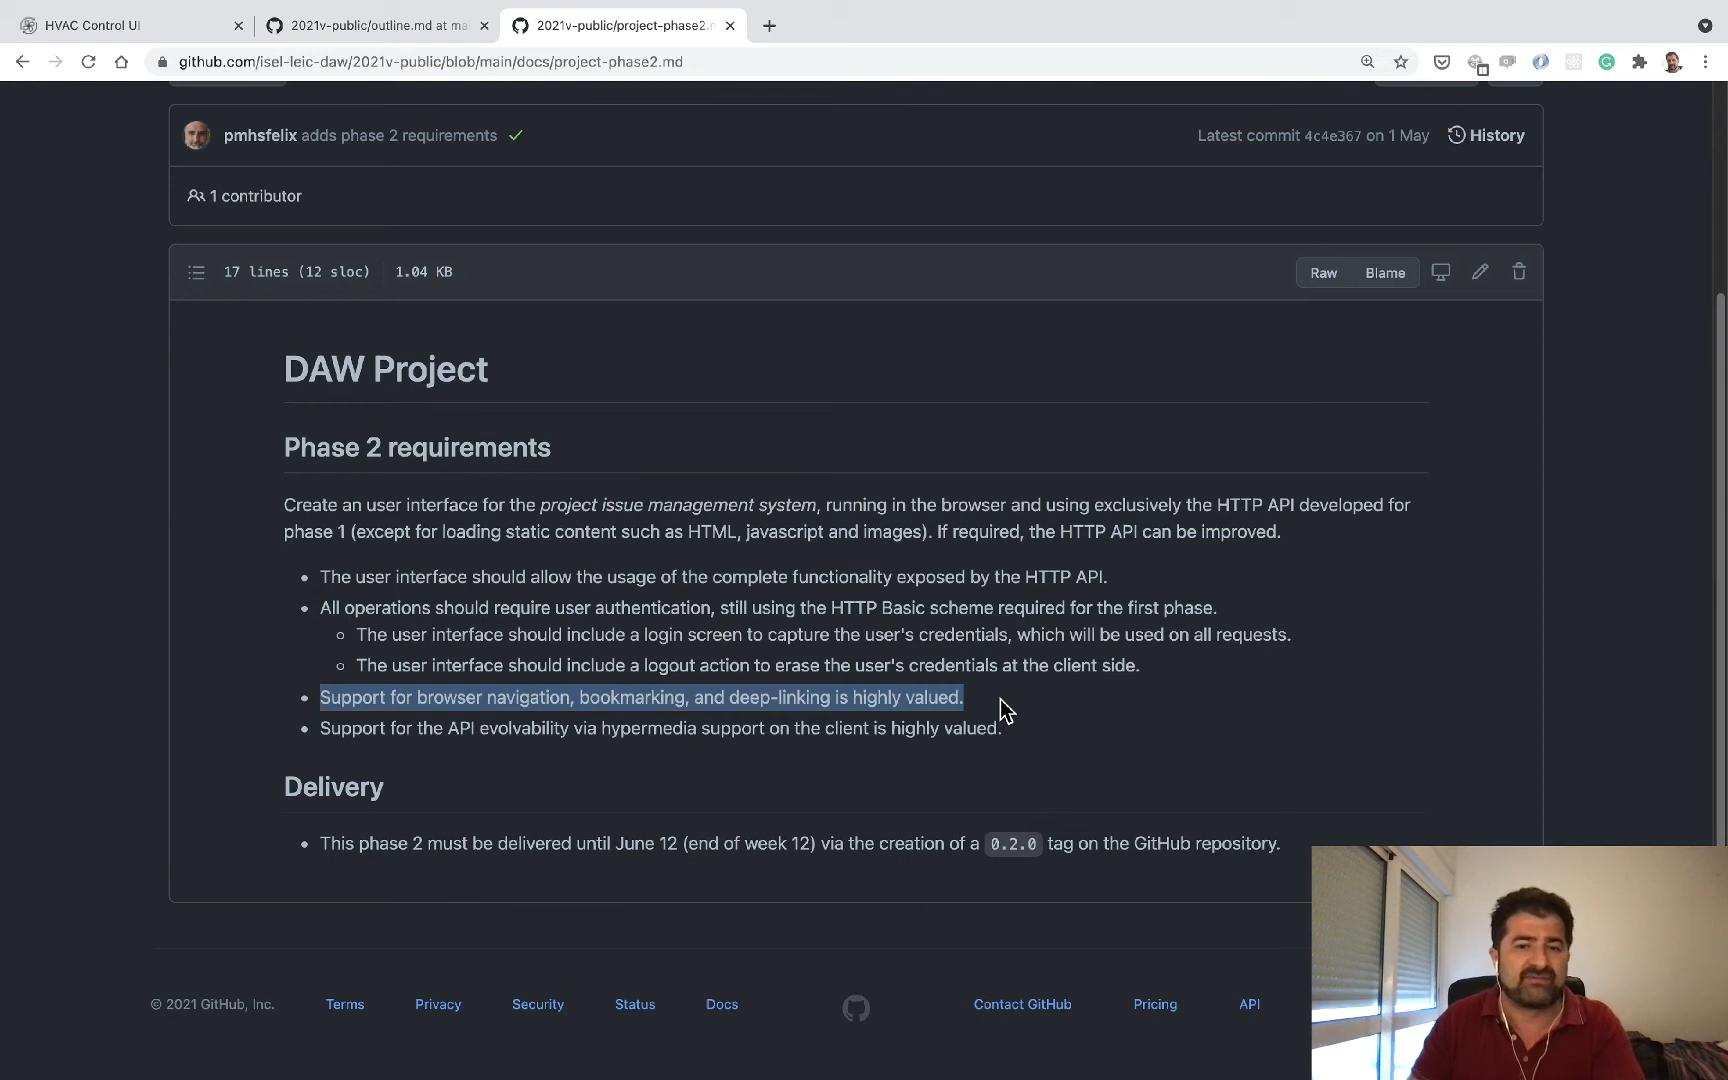 HVAC Control UI
2021v-public/outline.md at ma
2021v-public/project-phase2.m
github.com/isel-leic-daw/2021v-public/blob/main/docs/project-phase2.md
pmhsfelix adds phase 2 requirements
Latest commit 4c4e367 on 1 May
History
1 contributor
17 lines (12 sloc) 1.04 KB
Raw
Blame
DAW Project
Phase 2 requirements
Create an user interface for the project issue management system, running in the browser and using exclusively the HTTP API developed for
phase 1 (except for loading static content such as HTML, javascript and images). If required, the HTTP API can be improved.
• The user interface should allow the usage of the complete functionality exposed by the HTTP API.
• All operations should require user authentication, still using the HTTP Basic scheme required for the first phase.
○ The user interface should include a login screen to capture the user's credentials, which will be used on all requests.
○ The user interface should include a logout action to erase the user's credentials at the client side.
• Support for browser navigation, bookmarking, and deep-linking is highly valued.
• Support for the API evolvability via hypermedia support on the client is highly valued.
Delivery
• This phase 2 must be delivered until June 12 (end of week 12) via the creation of a 0.2.0 tag on the GitHub repository.
© 2021 GitHub, Inc.
Terms
Privacy
Security
Status
Docs
Contact GitHub
Pricing
API